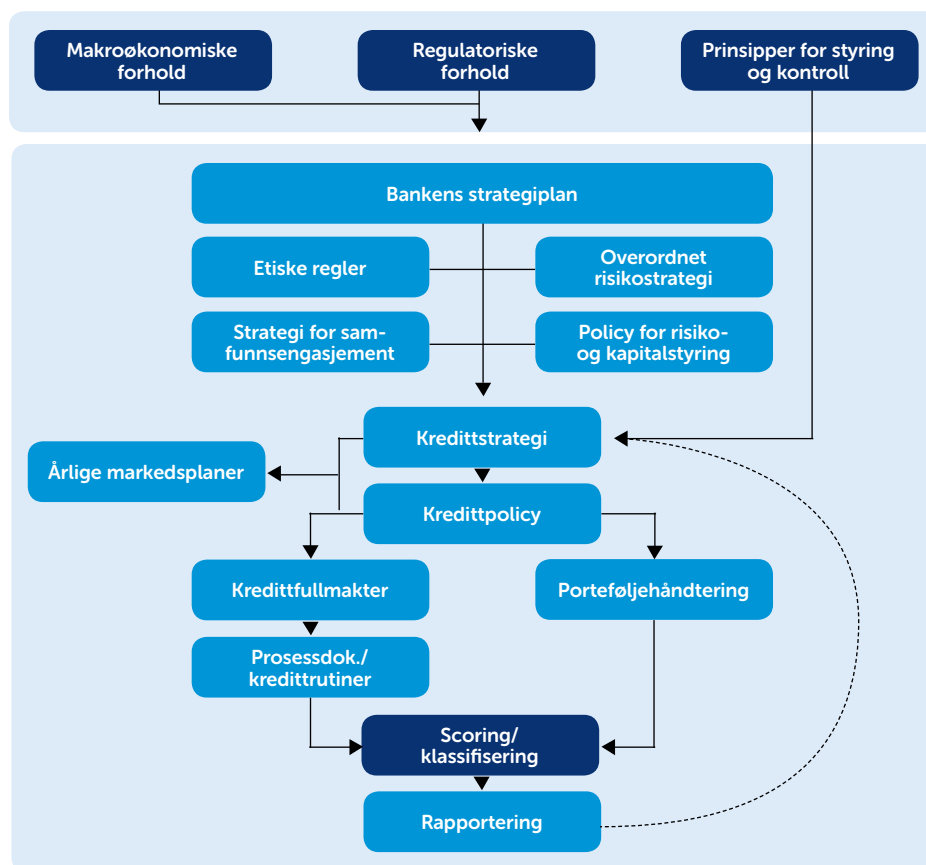 Makroøkonomiske
forhold
Regulatoriske
forhold
Prinsipper for styring
og kontroll
Bankens strategiplan
Etiske regler
Overordnet
risikostrategi
Strategi for sam-
funnsengasjement
Policy for risiko-
og kapitalstyring
Kredittstrategi
Årlige markedsplaner
Kredittpolicy
Kredittfullmakter
Porteføljehåndtering
Prosessdok./
kredittrutiner
Scoring/
klassifisering
Rapportering